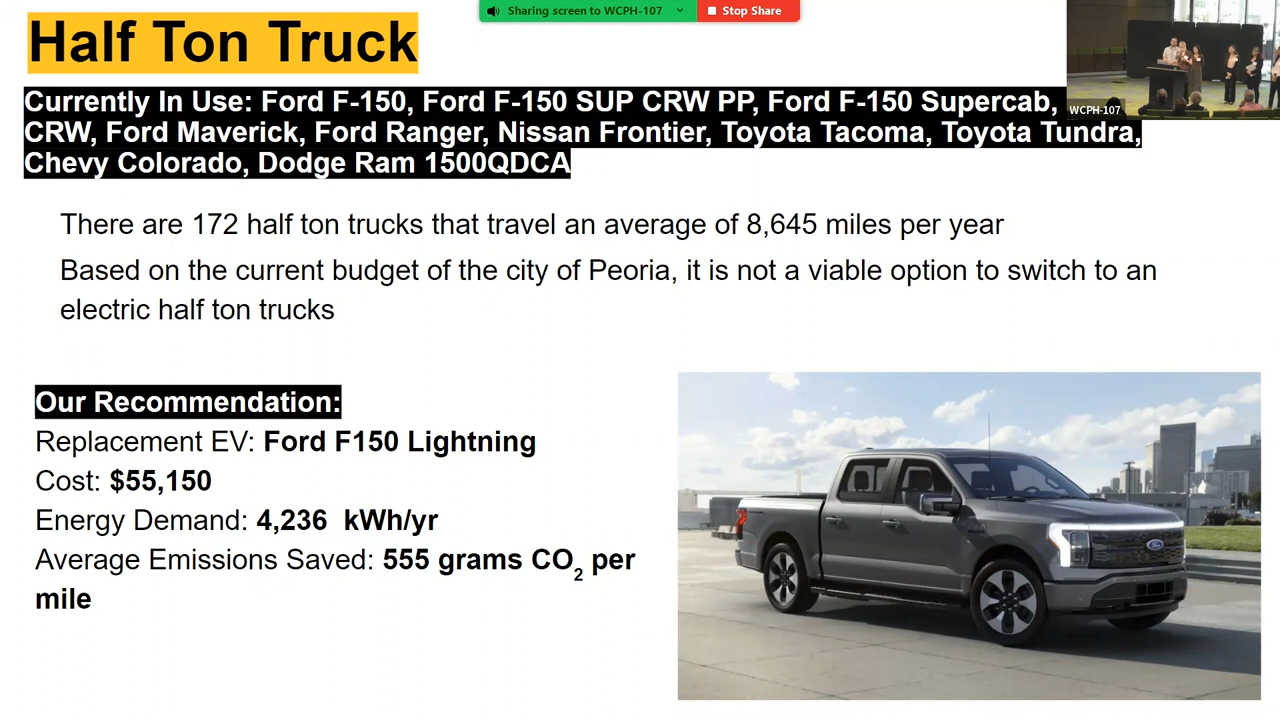 Sharing screen to WCPH-107
Stop Share
Half Ton Truck
Currently In Use: Ford F-150, Ford F-150 SUP CRW PP, Ford F-150 Supercab,
CRW, Ford Maverick, Ford Ranger, Nissan Frontier, Toyota Tacoma, Toyota Tundra,
Chevy Colorado, Dodge Ram 1500QDCA
WCPH-107
There are 172 half ton trucks that travel an average of 8,645 miles per year
Based on the current budget of the city of Peoria, it is not a viable option to switch to an
electric half ton trucks
Our Recommendation:
Replacement EV: Ford F150 Lightning
Cost: $55,150
Energy Demand: 4,236 kWh/yr
Average Emissions Saved: 555 grams CO₂ per
mile
Ford